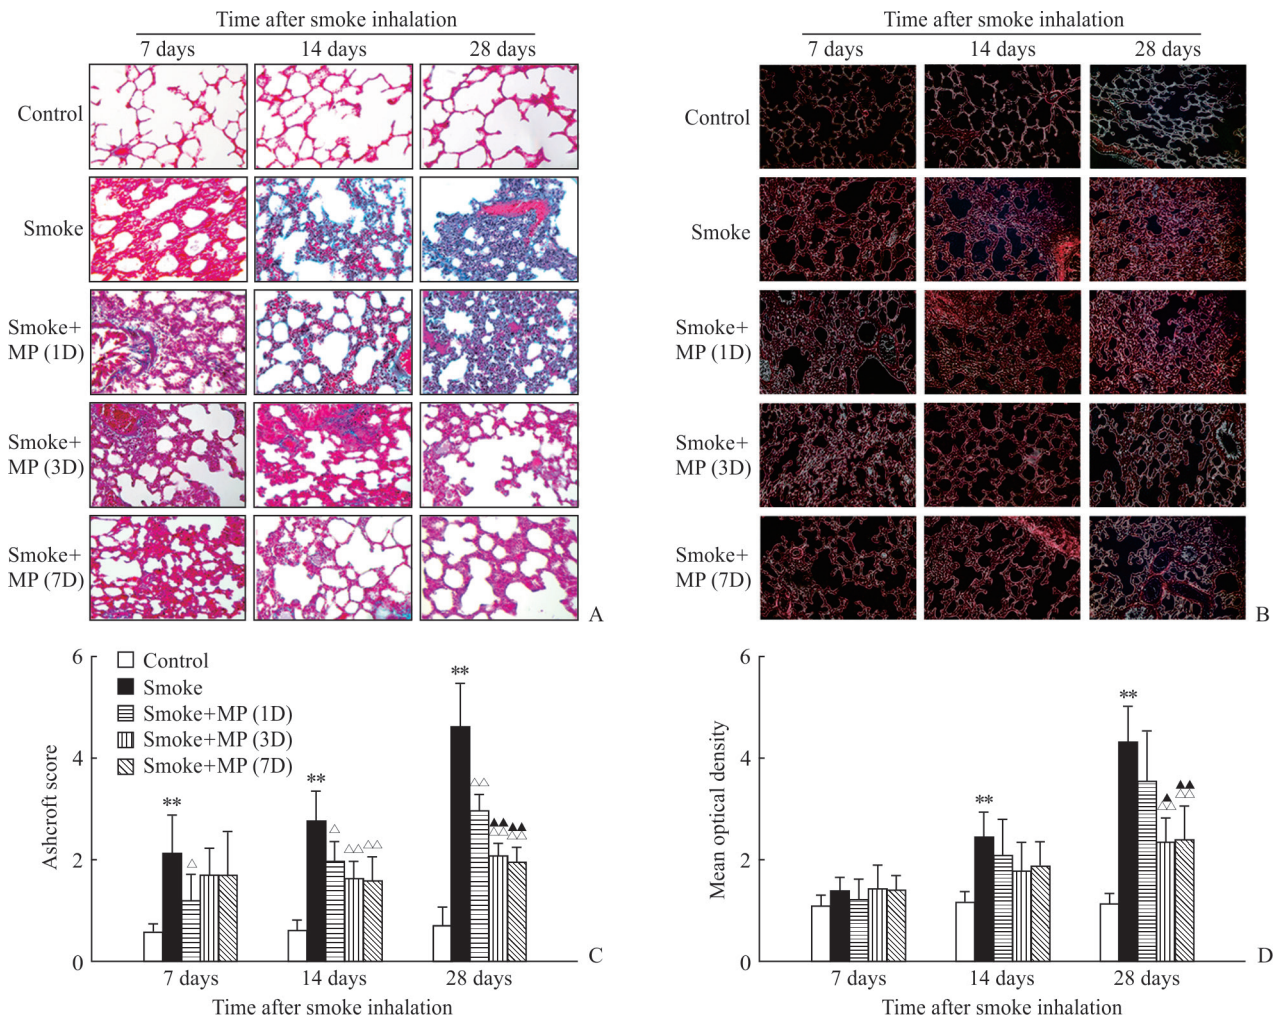 Time after smoke inhalation
7 days 14 days 28 days
Control
Smoke
Smoke+
MP (1D)
Smoke+
MP (3D)
Smoke+
MP (7D)
A
Time after smoke inhalation
7 days 14 days 28 days
Control
Smoke
Smoke+
MP (1D)
Smoke+
MP (3D)
Smoke+
MP (7D)
B
Ashcroft score
6
4
2
0
Control
Smoke
Smoke+MP (1D)
Smoke+MP (3D)
Smoke+MP (7D)
**
△
**
△
△△
△△
**
△△
▲▲
△△
▲▲
△△
7 days 14 days 28 days
Time after smoke inhalation
C
Mean optical density
6
4
2
0
**
**
▲
△△
▲▲
△△
7 days 14 days 28 days
Time after smoke inhalation
D